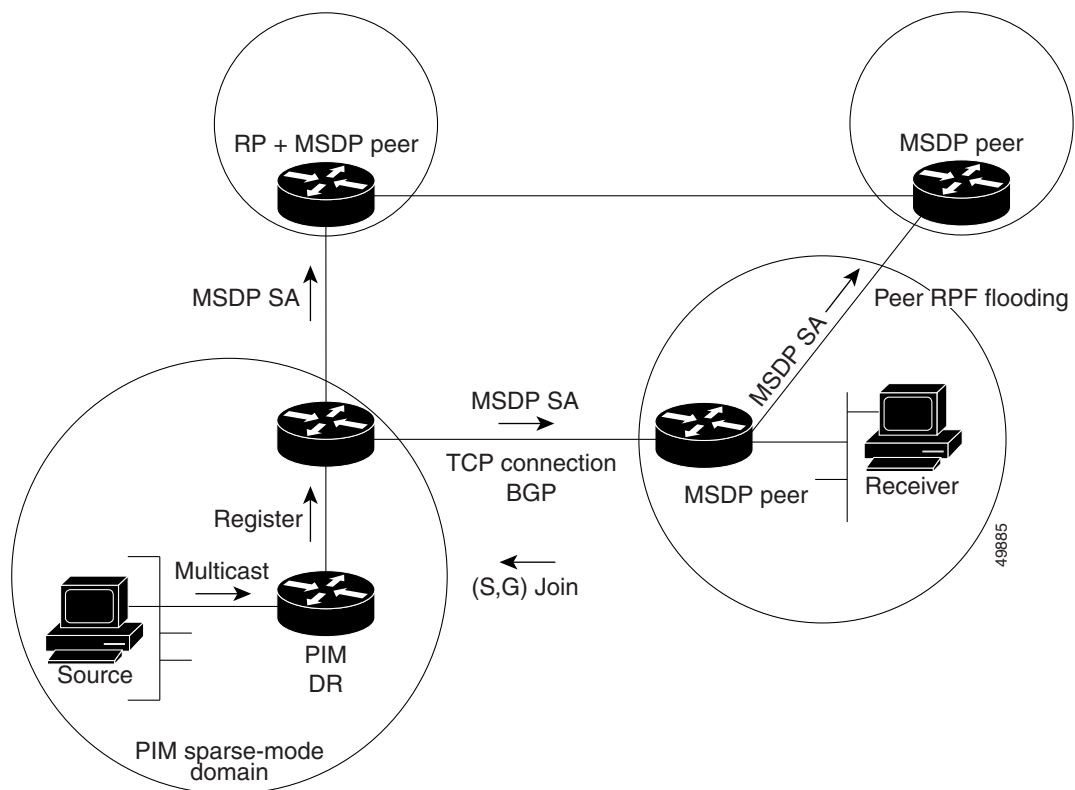 RP + MSDP peer
MSDP peer
MSDP SA
Peer RPF flooding
MSDP SA
MSDP SA
TCP connection
BGP
MSDP peer
Receiver
Register
49885
Multicast
(S,G) Join
Source
PIM
DR
PIM sparse-mode
domain